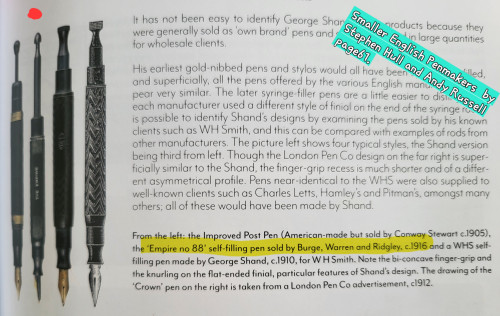 It has not been easy to identify George Shan products because they
were generally sold as 'own brand' pens and in large quantities
for wholesale clients.
Smaller English Penmakers by
Stephen Hull and Andy Russell
page61.
His earliest gold-nibbed pens and stylos would all have been filled,
and superficially, all the pens offered by the various English manu ap-
pear very similar. The later syringe-filler pens are a little easier to dist
each manufacturer used a different style of finial on the end of the syringe
is possible to identify Shand's designs by examining the pens sold by his known
clients such as WH Smith, and this can be compared with examples of rods from
other manufacturers. The picture left shows four typical styles, the Shand version
being third from left. Though the London Pen Co design on the far right is super-
ficially similar to the Shand, the finger-grip recess is much shorter and of a differ-
ent asymmetrical profile. Pens near-identical to the WHS were also supplied to
well-known clients such as Charles Letts, Hamley's and Pitman's, amongst many
others; all of these would have been made by Shand.
From the left: the Improved Post Pen (American-made but sold by Conway Stewart c.1905),
the 'Empire no 88' self-filling pen sold by Burge, Warren and Ridgley, c.1916 and a WHS self-
filling pen made by George Shand, c.1910, for W H Smith. Note the bi-concave finger-grip and
the knurling on the flat-ended finial, particular features of Shand's design. The drawing of the
'Crown' pen on the right is taken from a London Pen Co advertisement, c1912.